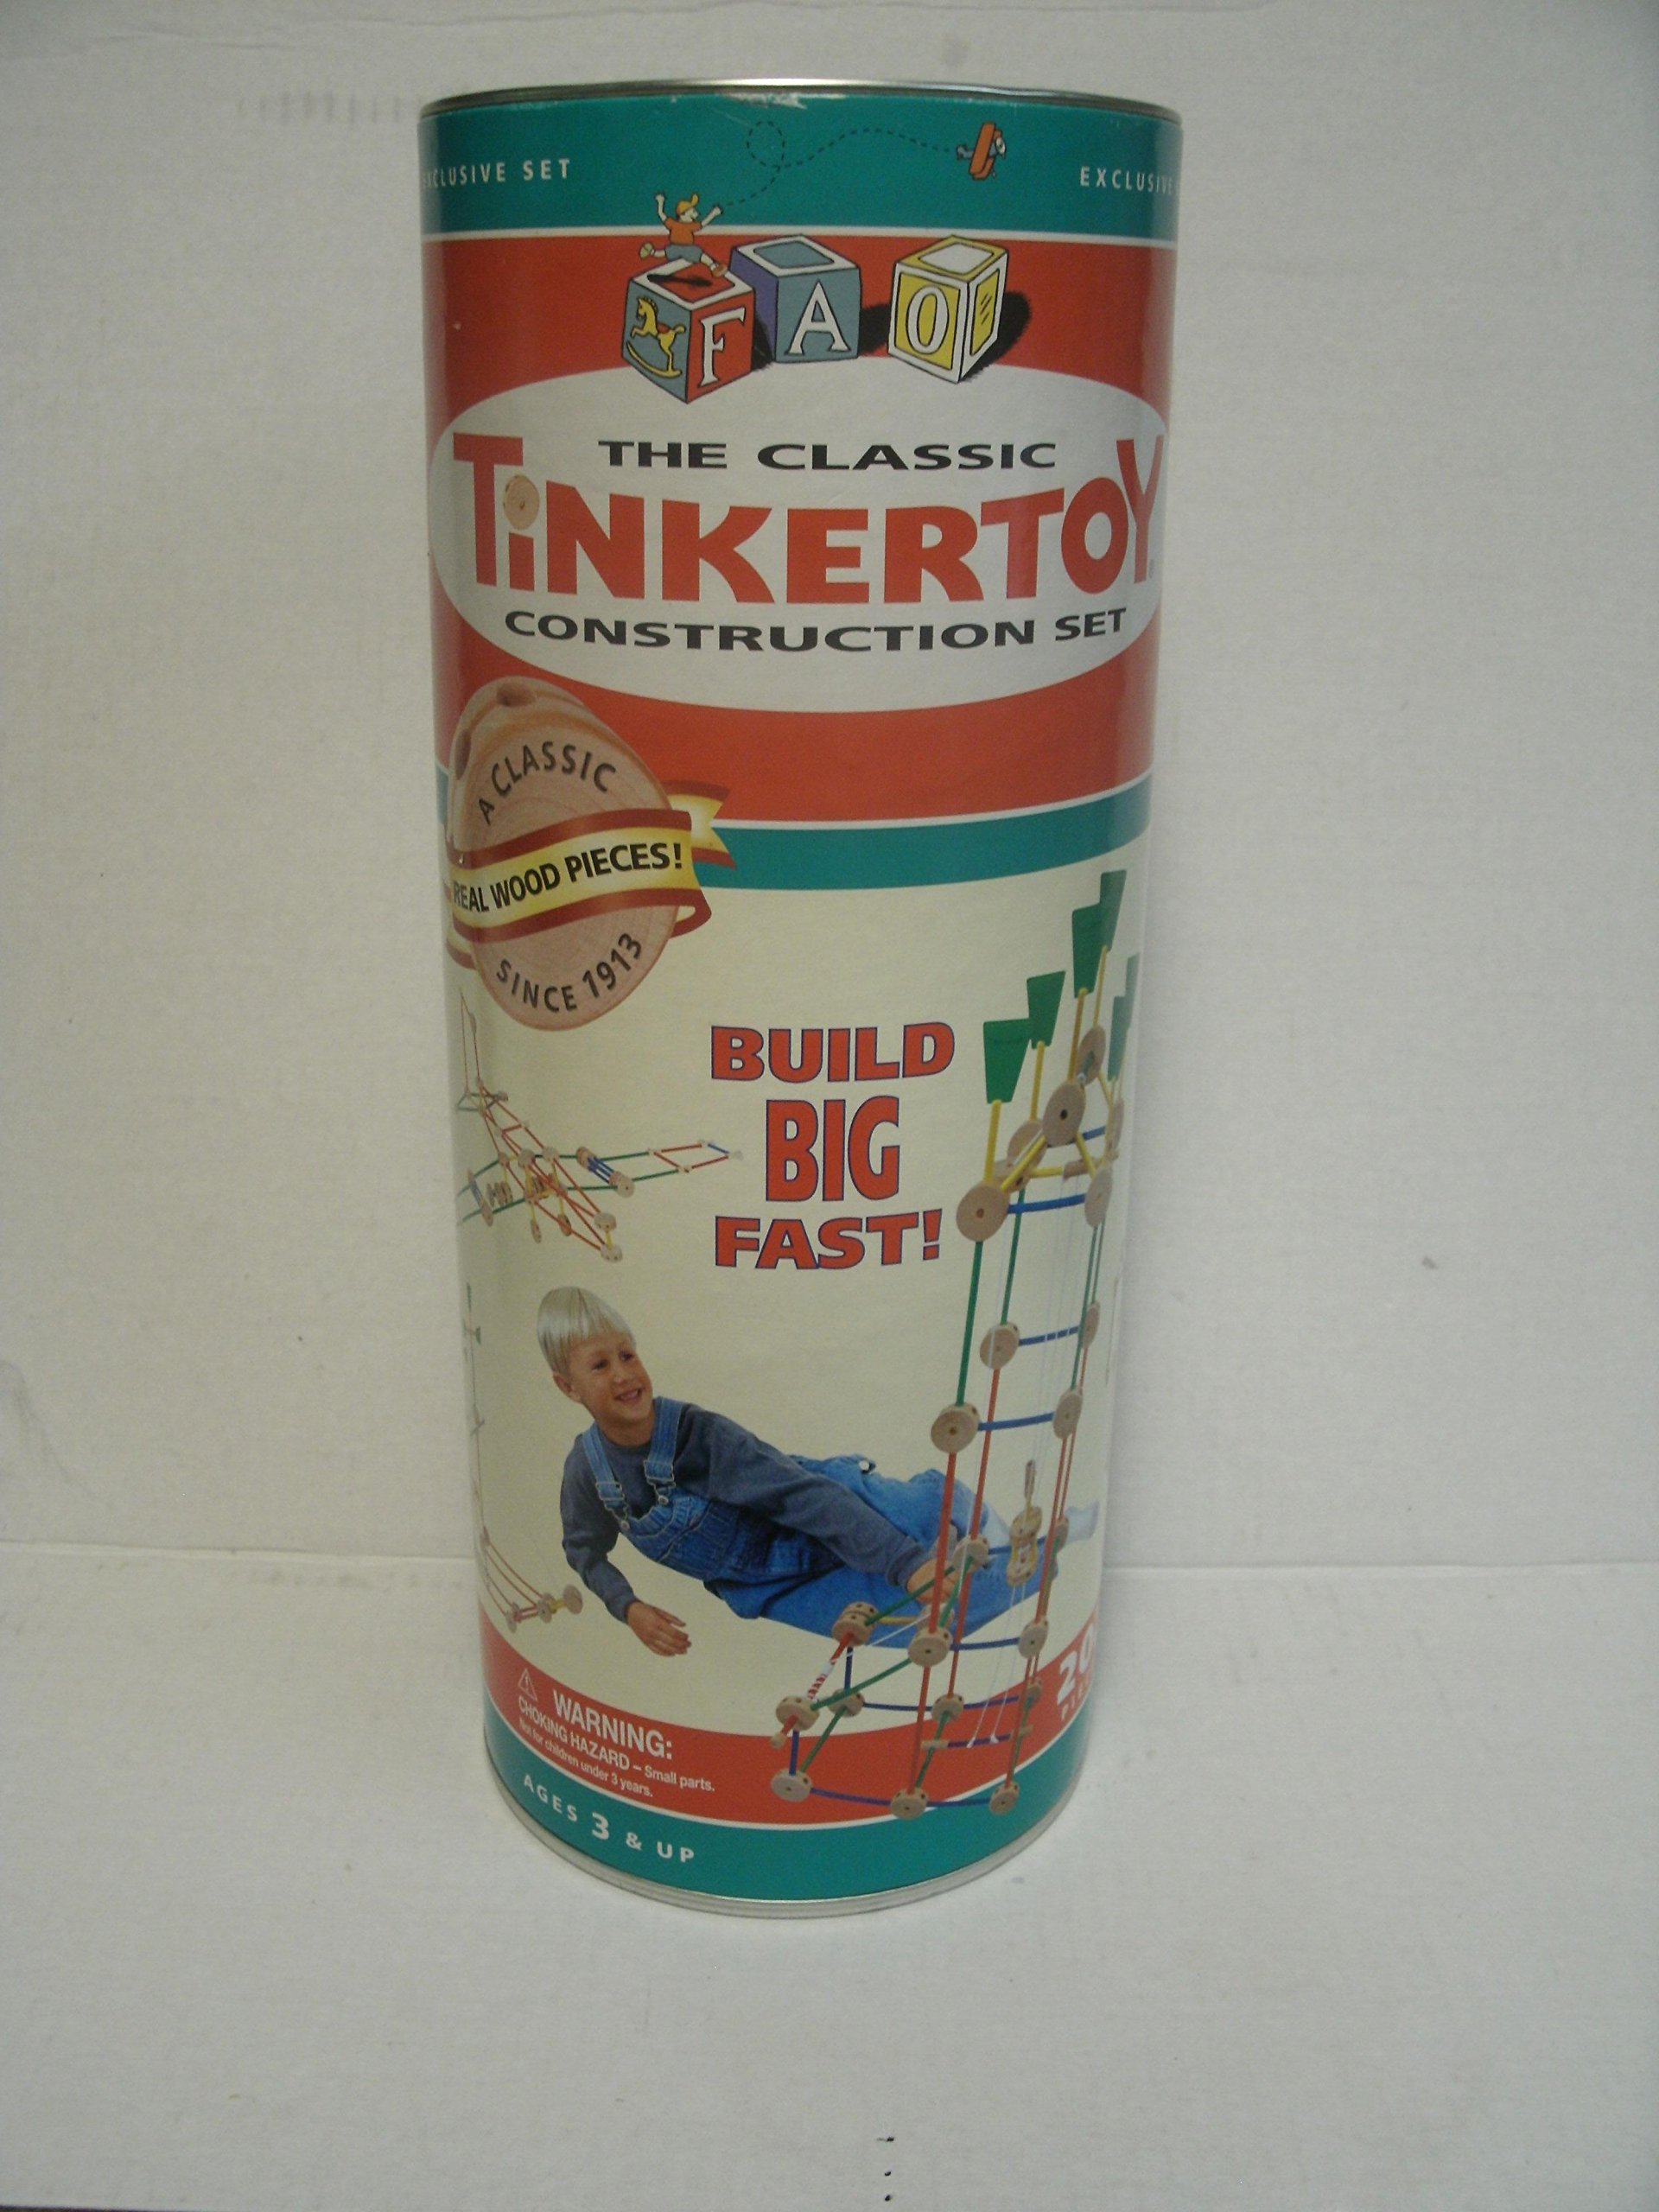 EXCLUSIVE SET
EXCLUSIVE
F A O
THE CLASSIC
TiNKERTOY
CONSTRUCTION SET
A CLASSIC
REAL WOOD PIECES!
SINCE 1913
BUILD
BIG
FAST!
WARNING:
CHOKING HAZARD – Small parts.
Not for children under 3 years.
AGES 3 & UP